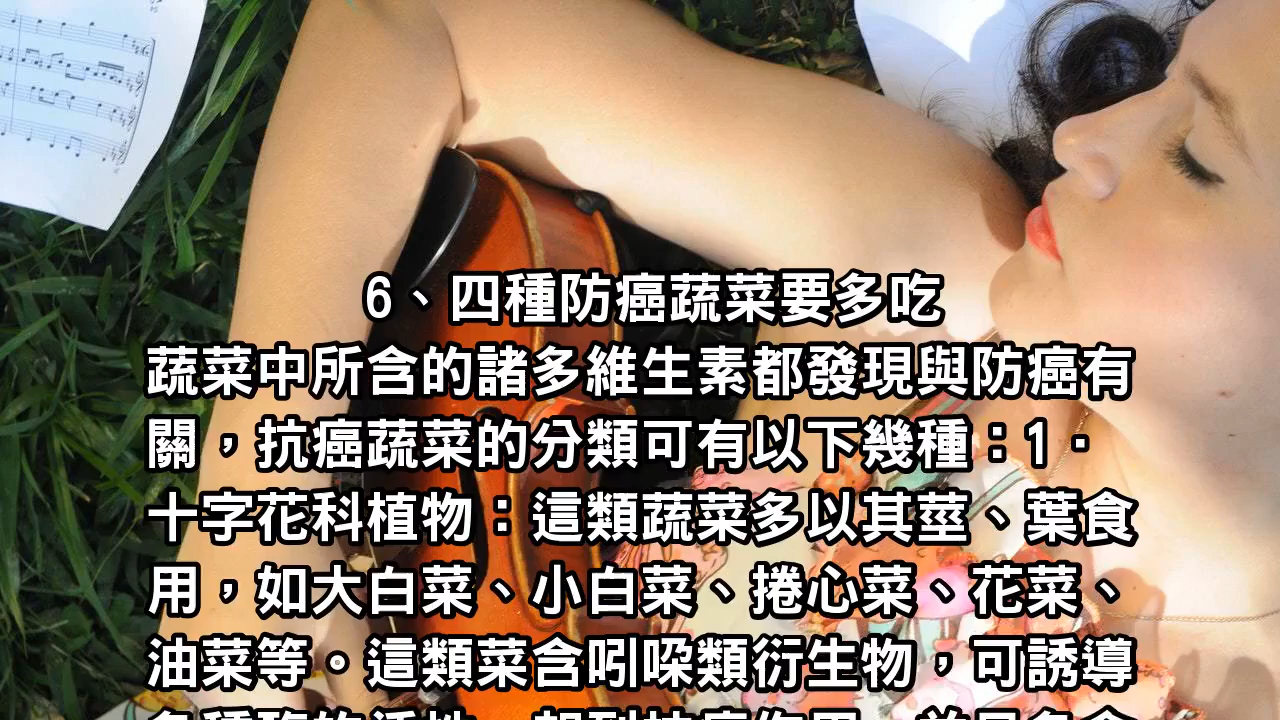 6、四種防癌蔬菜要多吃
蔬菜中所含的諸多維生素都發現與防癌有
關，抗癌蔬菜的分類可有以下幾種：1．
十字花科植物：這類蔬菜多以其莖、葉食
用，如大白菜、小白菜、捲心菜、花菜、
油菜等。這類菜含吲哚類衍生物，可誘導